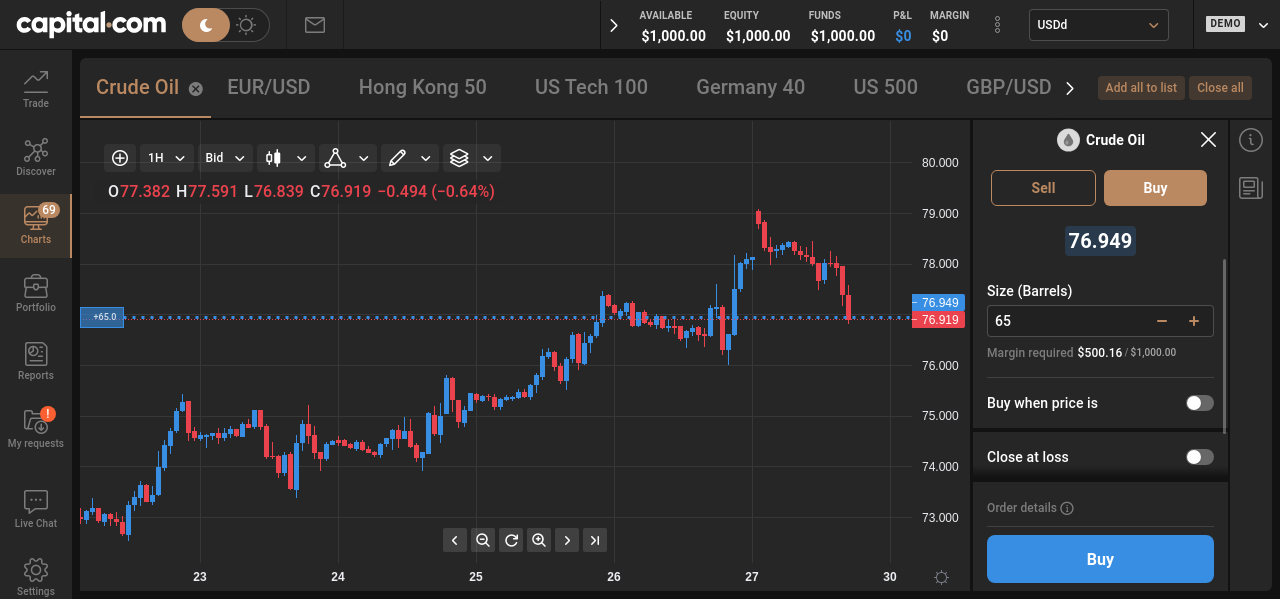 capital.com
AVAILABLE EQUITY FUNDS P&L MARGIN
$1,000.00 $1,000.00 $1,000.00 $0 $0
USDd
DEMO
Trade
Discover
69
Charts
Portfolio
Reports
!
My requests
Live Chat
Settings
Crude Oil EUR/USD Hong Kong 50 US Tech 100 Germany 40 US 500 GBP/USD
Add all to list Close all
1H Bid
O77.382 H77.591 L76.839 C76.919 −0.494 (−0.64%)
+65.0
80.000
79.000
78.000
76.949
76.919
76.000
75.000
74.000
73.000
23 24 25 26 27 30
Crude Oil
Sell Buy
76.949
Size (Barrels)
65
Margin required $500.16 / $1,000.00
Buy when price is
Close at loss
Order details
Buy